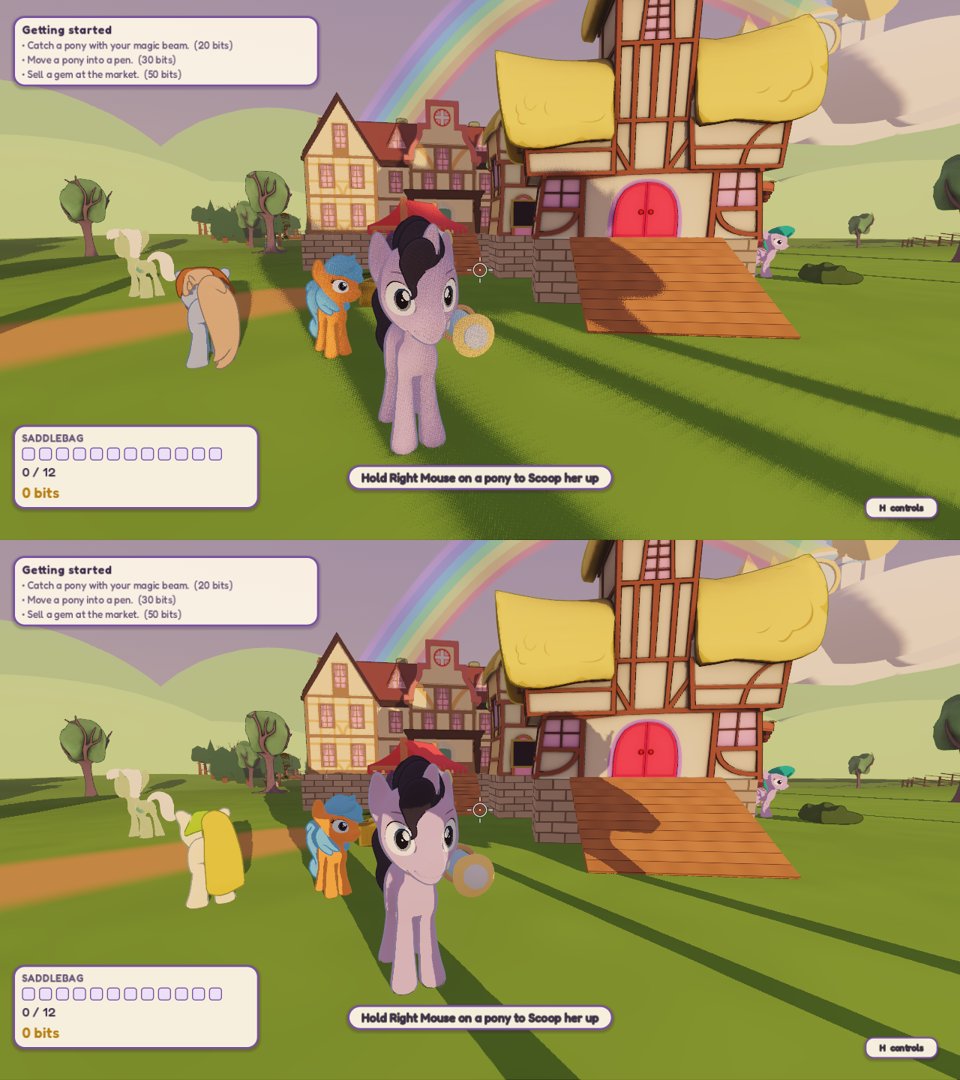 Getting started
• Catch a pony with your magic beam. (20 bits)
• Move a pony into a pen. (30 bits)
• Sell a gem at the market. (50 bits)
SADDLEBAG
0 / 12
0 bits
Hold Right Mouse on a pony to Scoop her up
H controls
Getting started
• Catch a pony with your magic beam. (20 bits)
• Move a pony into a pen. (30 bits)
• Sell a gem at the market. (50 bits)
SADDLEBAG
0 / 12
0 bits
Hold Right Mouse on a pony to Scoop her up
H controls